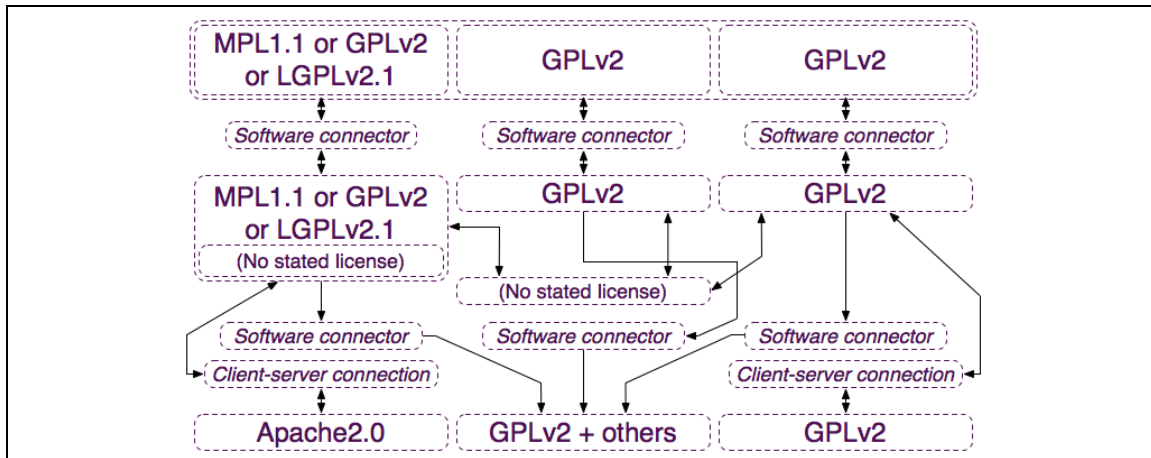 MPL1.1 or GPLv2
or LGPLv2.1
GPLv2
GPLv2
Software connector
Software connector
Software connector
MPL1.1 or GPLv2
or LGPLv2.1
(No stated license)
GPLv2
GPLv2
(No stated license)
Software connector
Software connector
Software connector
Client-server connection
Client-server connection
Apache2.0
GPLv2 + others
GPLv2